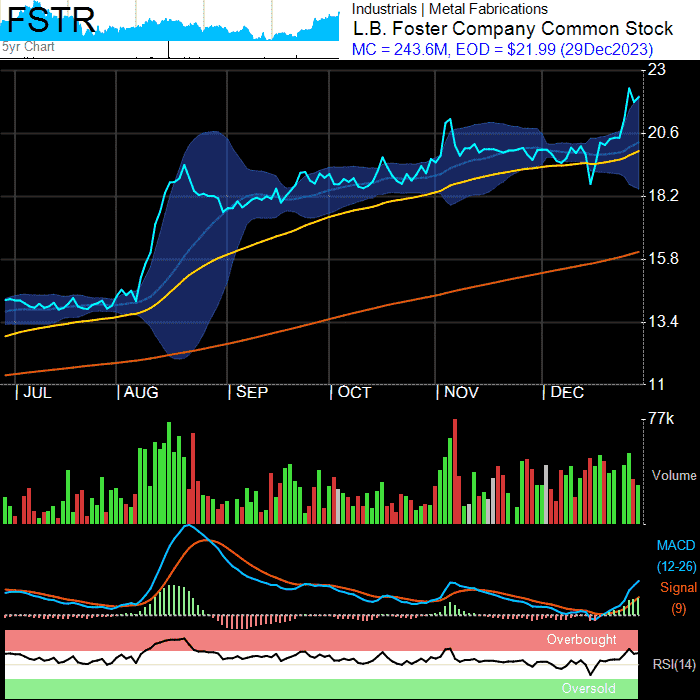 FSTR
5yr Chart
Industrials | Metal Fabrications
L.B. Foster Company Common Stock
MC = 243.6M, EOD = $21.99 (29Dec2023)
23
20.6
18.2
15.8
13.4
11
JUL AUG SEP OCT NOV DEC
77k
Volume
MACD
(12-26)
Signal
(9)
Overbought
RSI(14)
Oversold